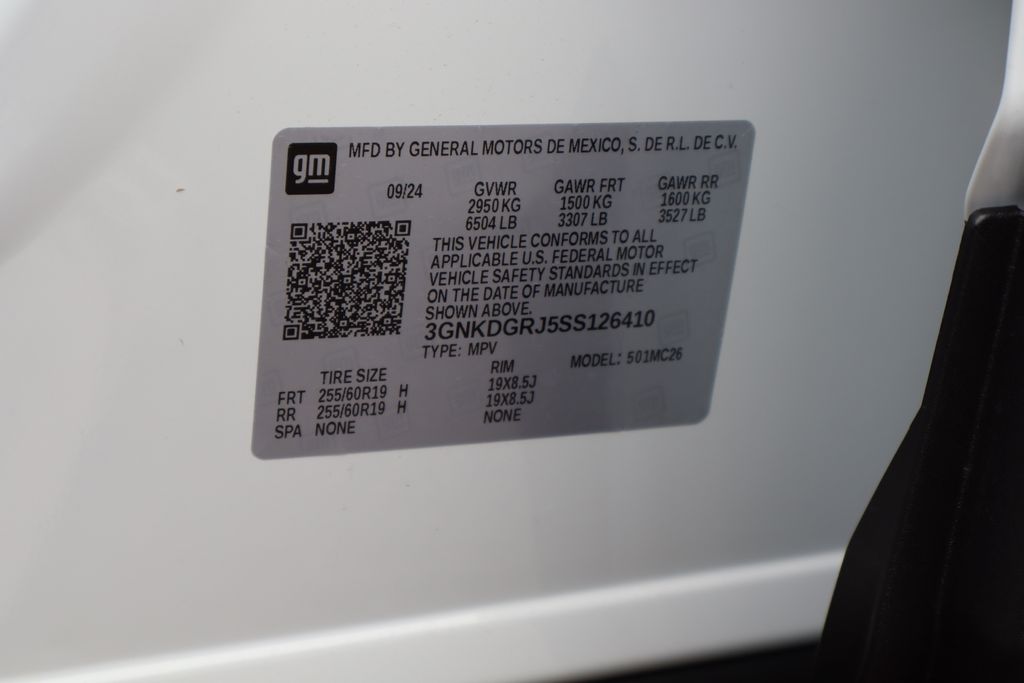 gm
MFD BY GENERAL MOTORS DE MEXICO, S. DE R.L. DE C.V.
09/24 GVWR GAWR FRT GAWR RR
2950 KG 1500 KG 1600 KG
6504 LB 3307 LB 3527 LB
THIS VEHICLE CONFORMS TO ALL
APPLICABLE U.S. FEDERAL MOTOR
VEHICLE SAFETY STANDARDS IN EFFECT
ON THE DATE OF MANUFACTURE
SHOWN ABOVE.
3GNKDGRJ5SS126410
TYPE: MPV MODEL: 501MC26
TIRE SIZE RIM
FRT 255/60R19 H 19X8.5J
RR 255/60R19 H 19X8.5J
SPA NONE NONE